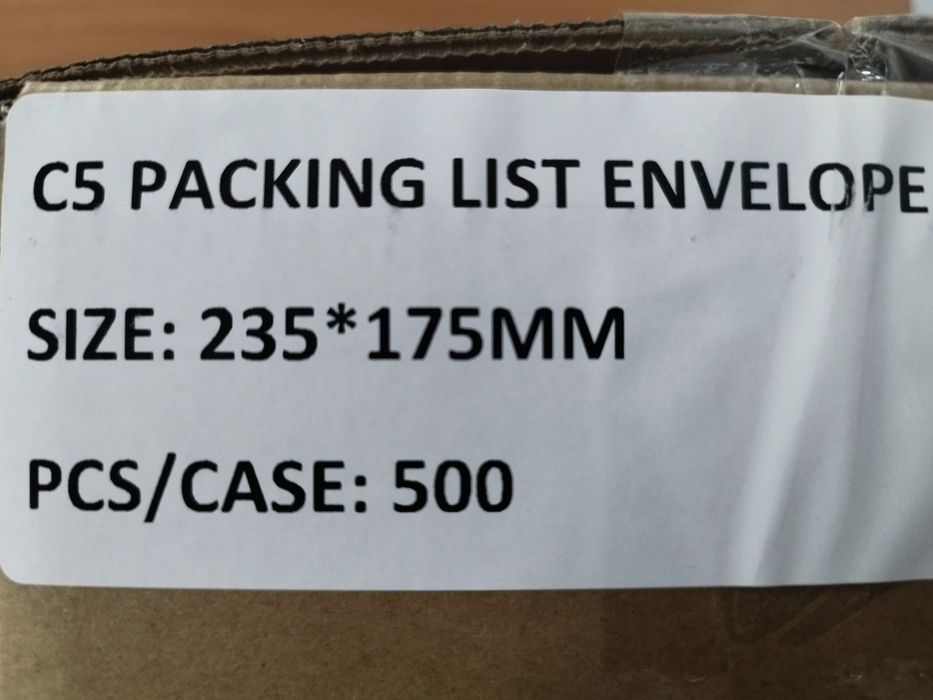 C5 PACKING LIST ENVELOPE
SIZE: 235*175MM
PCS/CASE: 500